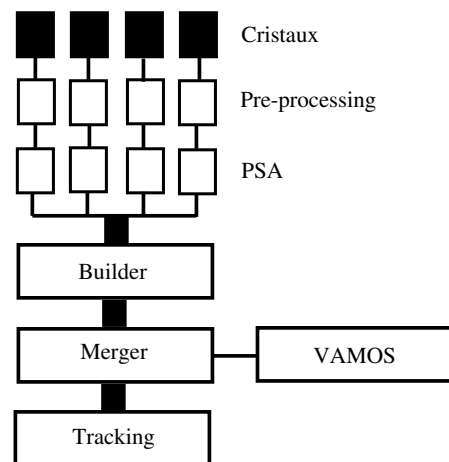 Cristaux
Pre-processing
PSA
Builder
Merger
VAMOS
Tracking